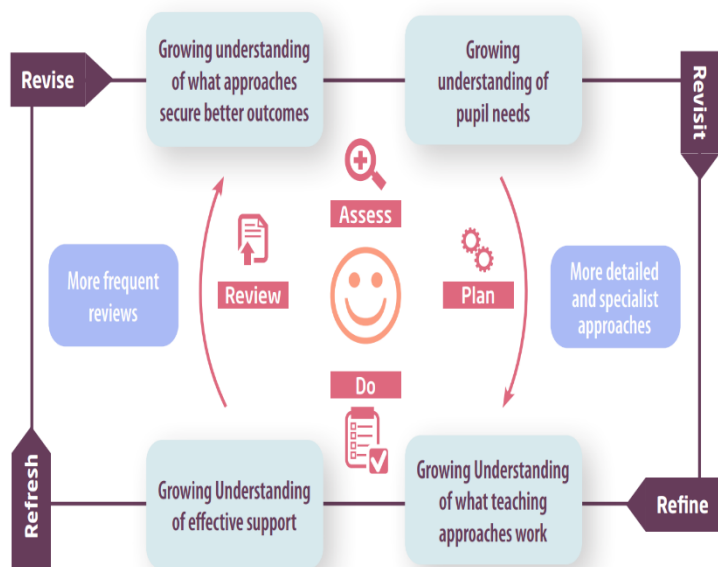 Revise
Growing understanding
of what approaches
secure better outcomes
Growing
understanding of
pupil needs
Revisit
Assess
More frequent
reviews
Review
Plan
More detailed
and specialist
approaches
Do
Refresh
Growing Understanding
of effective support
Growing Understanding
of what teaching
approaches work
Refine